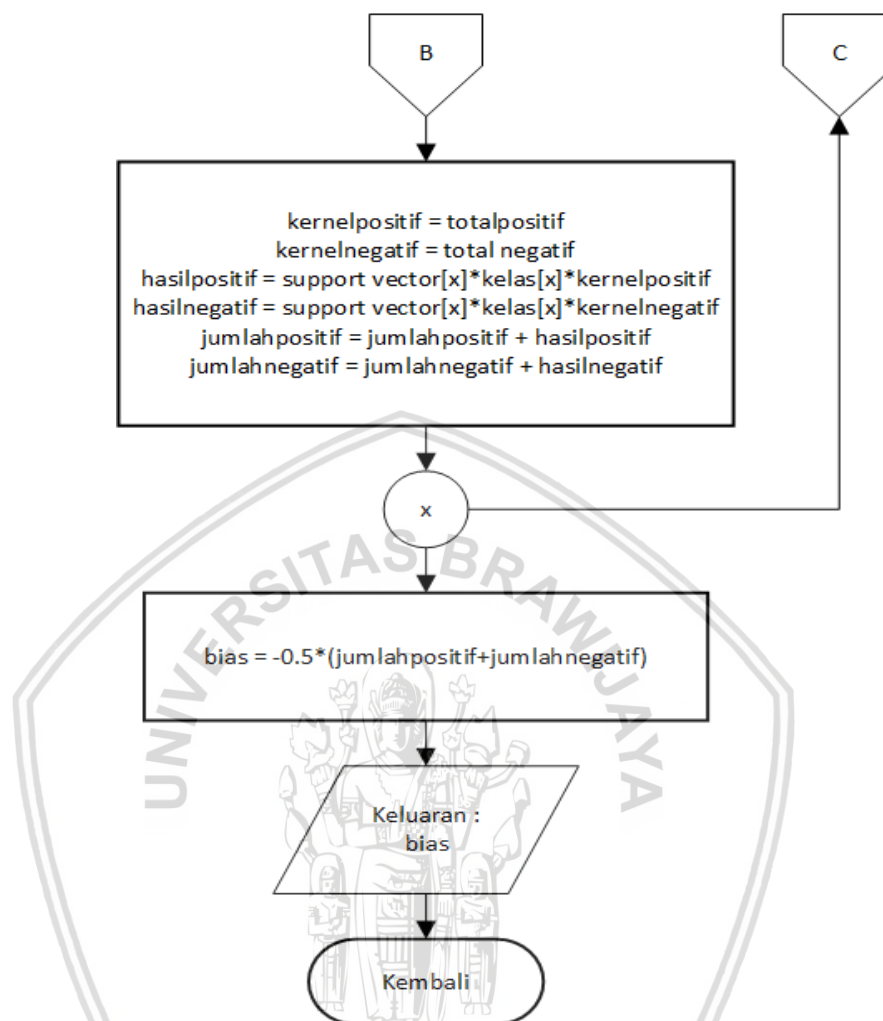 B
C
kernelpositif = totalpositif
kernelnegatif = total negatif
hasilpositif = support vector[x]*kelas[x]*kernelpositif
hasilnegatif = support vector[x]*kelas[x]*kernelnegatif
jumlahpositif = jumlahpositif + hasilpositif
jumlahnegatif = jumlahnegatif + hasilnegatif
x
UNIVERSITAS BRAWIJAYA
bias = -0.5*(jumlahpositif+jumlahnegatif)
Keluaran :
bias
Kembali